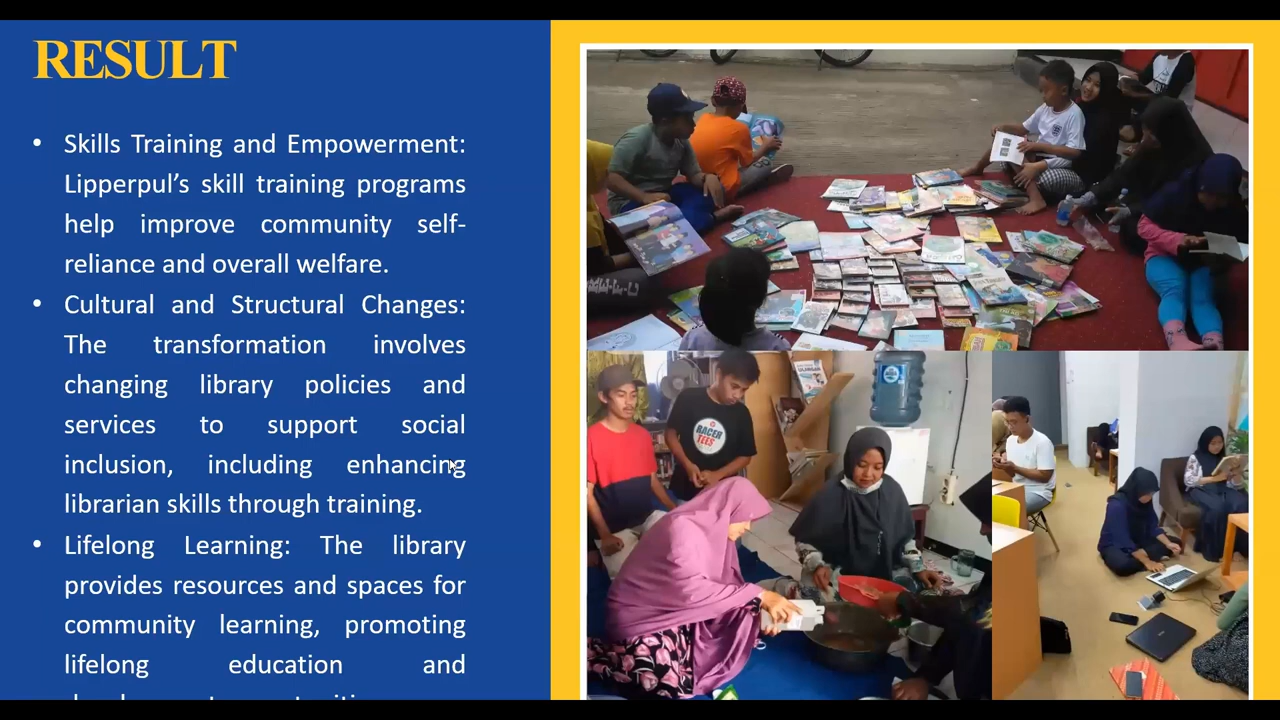 RESULT
• Skills Training and Empowerment:
Lipperpul’s skill training programs
help improve community self-
reliance and overall welfare.
• Cultural and Structural Changes:
The transformation involves
changing library policies and
services to support social
inclusion, including enhancing
librarian skills through training.
• Lifelong Learning: The library
provides resources and spaces for
community learning, promoting
lifelong education and
RACER
TEES